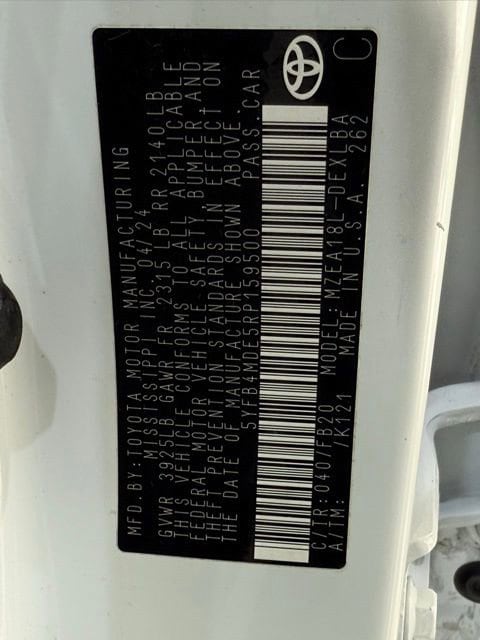 MFD. BY: TOYOTA MOTOR MANUFACTURING
MISSISSIPPI INC. 04/24
GVWR 3925LB GAWR FR 2315 LB RR 2140 LB
THIS VEHICLE CONFORMS TO ALL APPLICABLE
FEDERAL MOTOR VEHICLE SAFETY BUMPER AND
THEFT PREVENTION STANDARDS IN EFFECT ON
THE DATE OF MANUFACTURE SHOWN ABOVE.
5YFB4MDE5RP159500 PASS.CAR
C/TR: 040/FB20 MODEL: MZEA18L-DEXLBA
A/TM: /K121 MADE IN U.S.A. 262
C